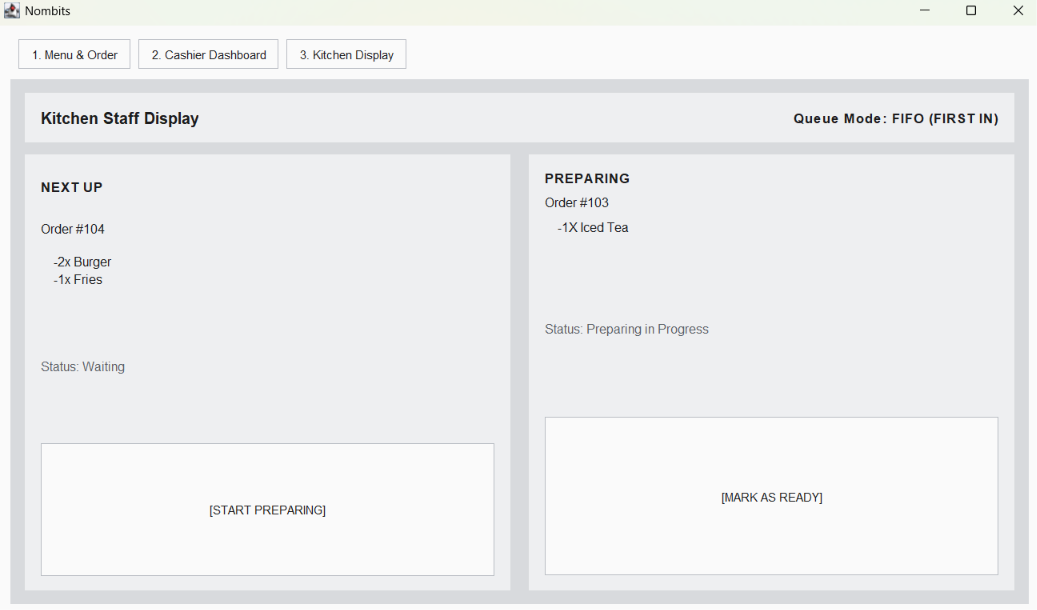 Nombits
1. Menu & Order
2. Cashier Dashboard
3. Kitchen Display
Kitchen Staff Display
Queue Mode: FIFO (FIRST IN)
NEXT UP
Order #104
-2x Burger
-1x Fries
Status: Waiting
[START PREPARING]
PREPARING
Order #103
-1X Iced Tea
Status: Preparing in Progress
[MARK AS READY]